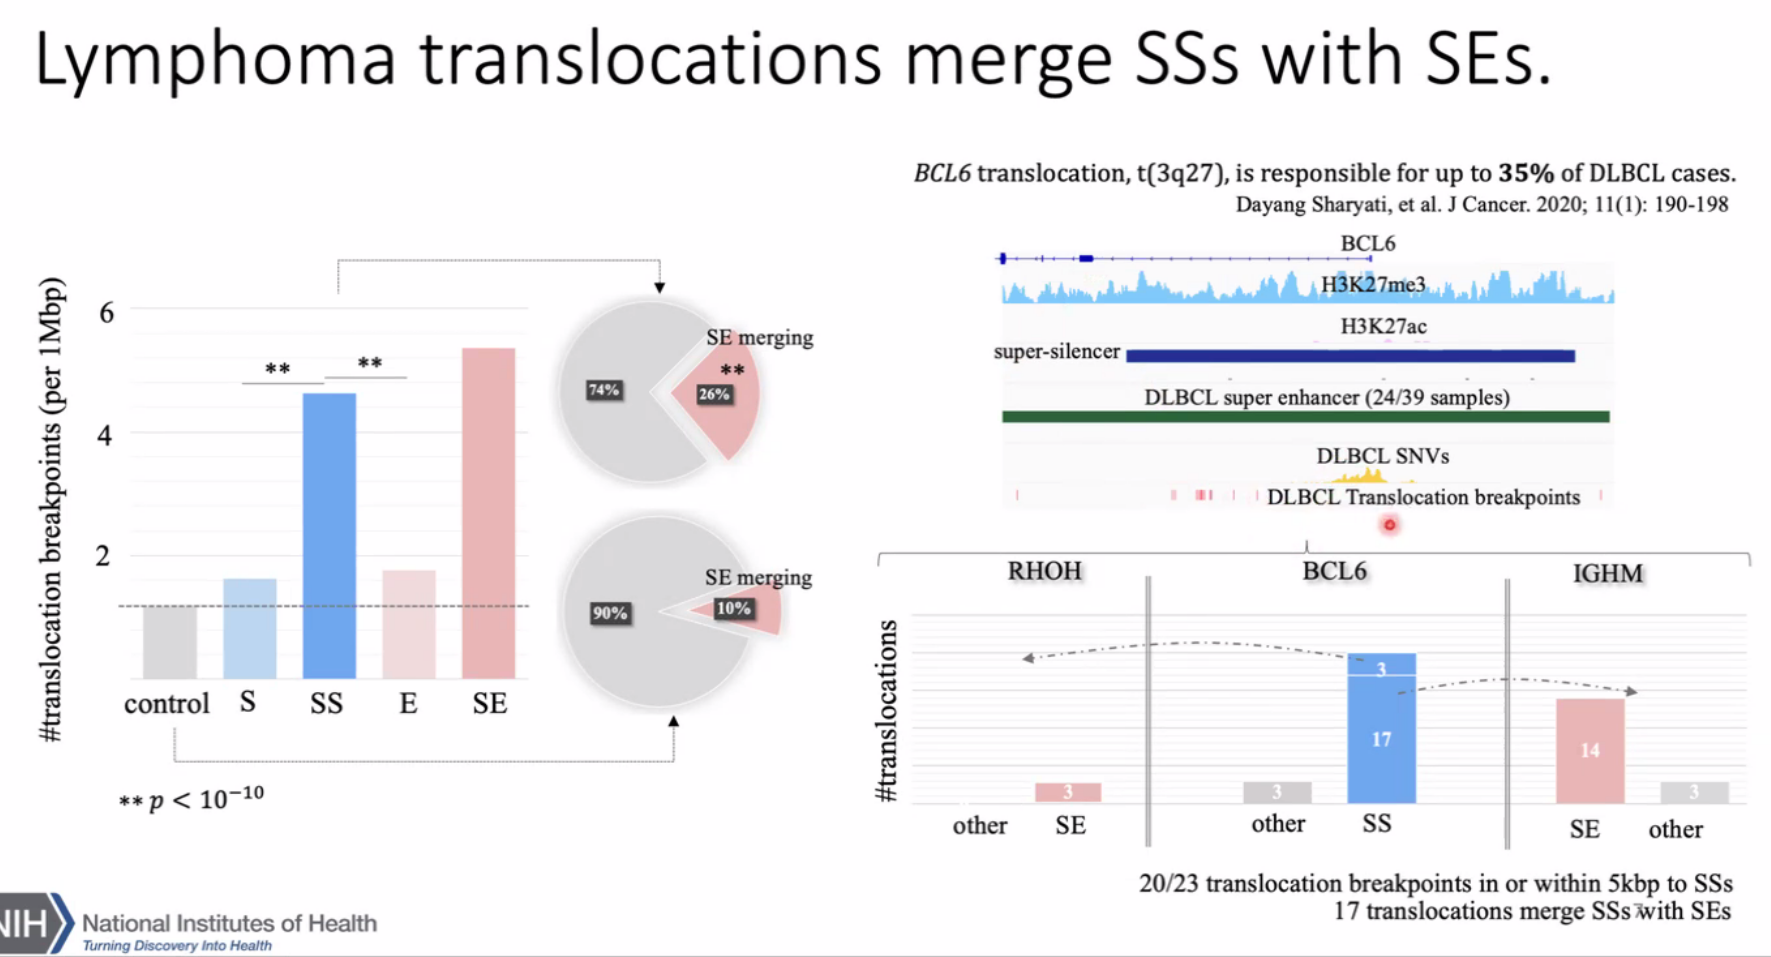 Lymphoma translocations merge SSs with SEs.
BCL6 translocation, t(3q27), is responsible for up to 35% of DLBCL cases.
Dayang Sharyati, et al. J Cancer. 2020; 11(1): 190-198
#translocation breakpoints (per 1Mbp)
6
4
2
**
**
control
S
SS
E
SE
** p < 10⁻¹⁰
SE merging
**
74%
26%
SE merging
90%
10%
BCL6
H3K27me3
H3K27ac
super-silencer
DLBCL super enhancer (24/39 samples)
DLBCL SNVs
DLBCL Translocation breakpoints
RHOH
BCL6
IGHM
#translocations
3
3
3
17
14
3
other
SE
other
SS
SE
other
20/23 translocation breakpoints in or within 5kbp to SSs
17 translocations merge SSs with SEs
7
NIH
National Institutes of Health
Turning Discovery Into Health